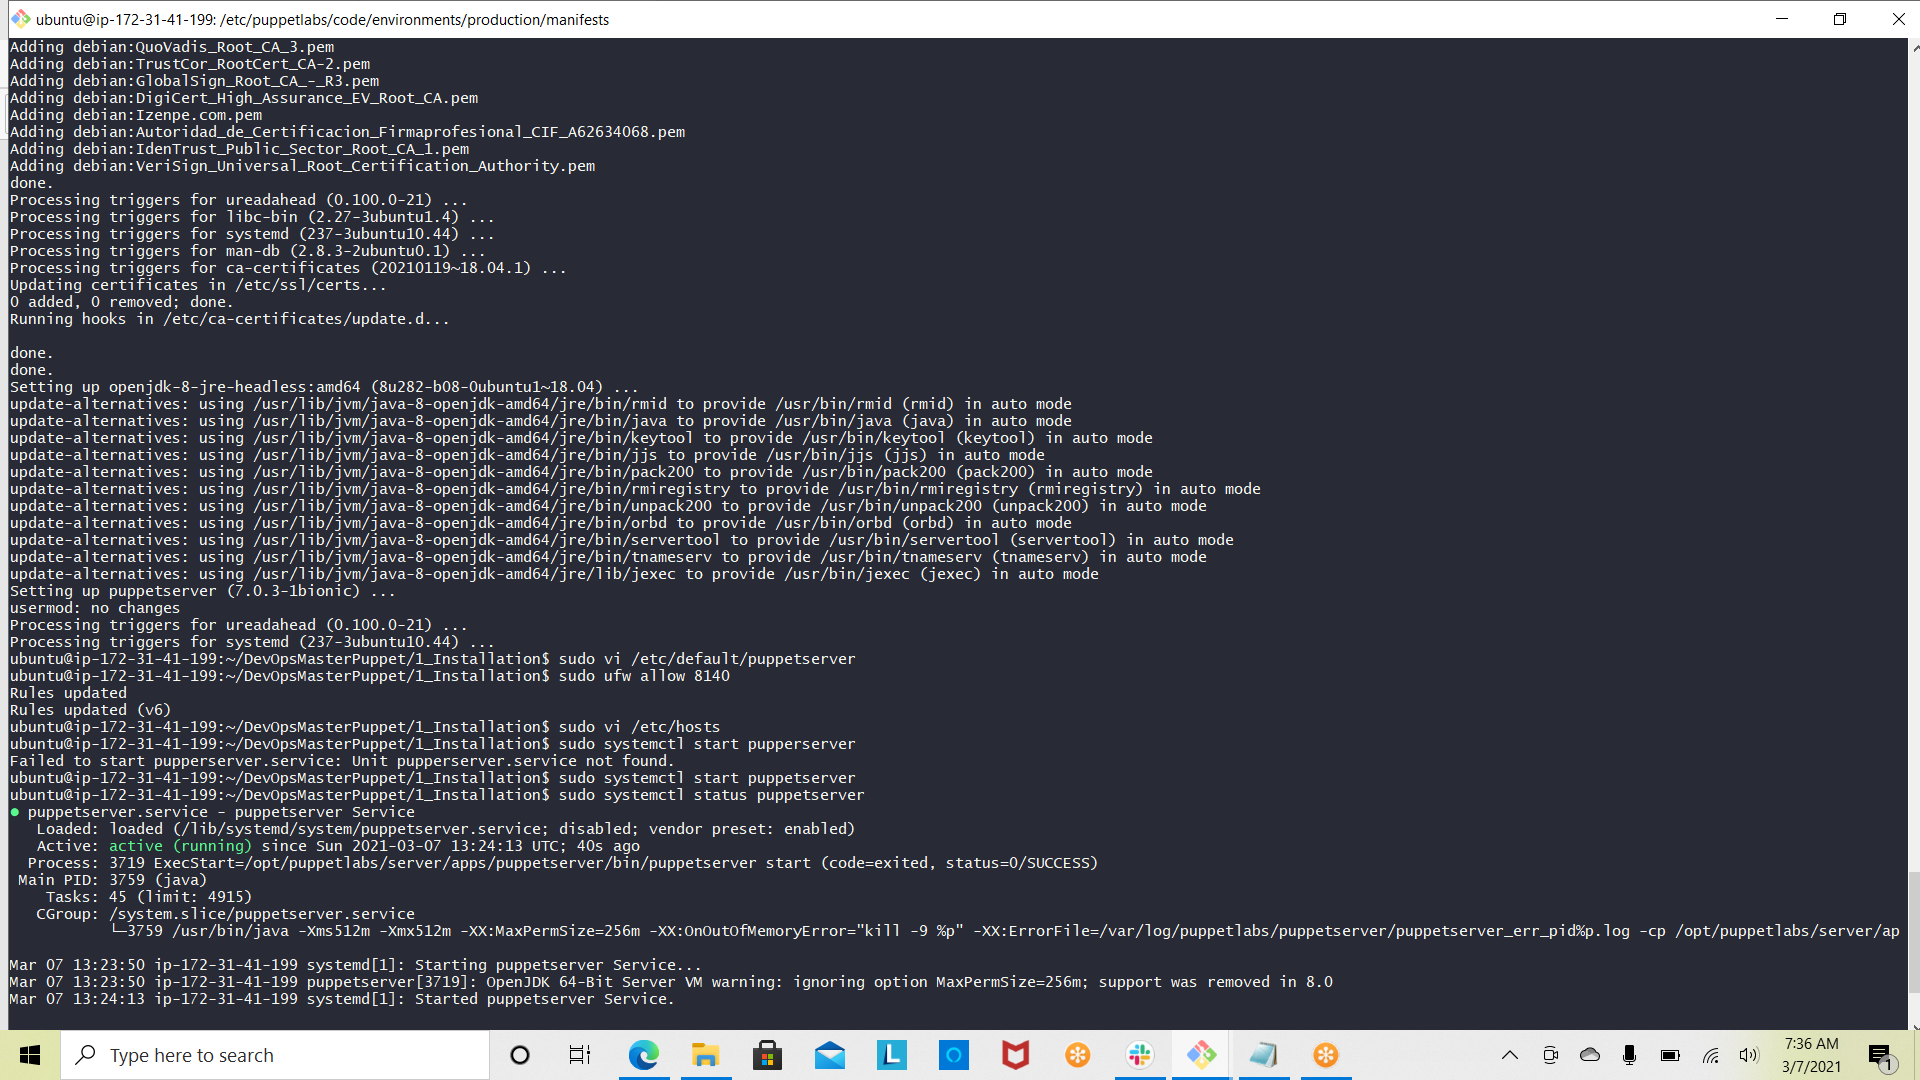 ubuntu@ip-172-31-41-199: /etc/puppetlabs/code/environments/production/manifests
Adding debian:QuoVadis_Root_CA_3.pem
Adding debian:TrustCor_RootCert_CA-2.pem
Adding debian:GlobalSign_Root_CA_-_R3.pem
Adding debian:DigiCert_High_Assurance_EV_Root_CA.pem
Adding debian:Izenpe.com.pem
Adding debian:Autoridad_de_Certificacion_Firmaprofesional_CIF_A62634068.pem
Adding debian:IdenTrust_Public_Sector_Root_CA_1.pem
Adding debian:VeriSign_Universal_Root_Certification_Authority.pem
done.
Processing triggers for ureadahead (0.100.0-21) ...
Processing triggers for libc-bin (2.27-3ubuntu1.4) ...
Processing triggers for systemd (237-3ubuntu10.44) ...
Processing triggers for man-db (2.8.3-2ubuntu0.1) ...
Processing triggers for ca-certificates (20210119~18.04.1) ...
Updating certificates in /etc/ssl/certs...
0 added, 0 removed; done.
Running hooks in /etc/ca-certificates/update.d...
done.
done.
Setting up openjdk-8-jre-headless:amd64 (8u282-b08-0ubuntu1~18.04) ...
update-alternatives: using /usr/lib/jvm/java-8-openjdk-amd64/jre/bin/rmid to provide /usr/bin/rmid (rmid) in auto mode
update-alternatives: using /usr/lib/jvm/java-8-openjdk-amd64/jre/bin/java to provide /usr/bin/java (java) in auto mode
update-alternatives: using /usr/lib/jvm/java-8-openjdk-amd64/jre/bin/keytool to provide /usr/bin/keytool (keytool) in auto mode
update-alternatives: using /usr/lib/jvm/java-8-openjdk-amd64/jre/bin/jjs to provide /usr/bin/jjs (jjs) in auto mode
update-alternatives: using /usr/lib/jvm/java-8-openjdk-amd64/jre/bin/pack200 to provide /usr/bin/pack200 (pack200) in auto mode
update-alternatives: using /usr/lib/jvm/java-8-openjdk-amd64/jre/bin/rmiregistry to provide /usr/bin/rmiregistry (rmiregistry) in auto mode
update-alternatives: using /usr/lib/jvm/java-8-openjdk-amd64/jre/bin/unpack200 to provide /usr/bin/unpack200 (unpack200) in auto mode
update-alternatives: using /usr/lib/jvm/java-8-openjdk-amd64/jre/bin/orbd to provide /usr/bin/orbd (orbd) in auto mode
update-alternatives: using /usr/lib/jvm/java-8-openjdk-amd64/jre/bin/servertool to provide /usr/bin/servertool (servertool) in auto mode
update-alternatives: using /usr/lib/jvm/java-8-openjdk-amd64/jre/bin/tnameserv to provide /usr/bin/tnameserv (tnameserv) in auto mode
update-alternatives: using /usr/lib/jvm/java-8-openjdk-amd64/jre/lib/jexec to provide /usr/bin/jexec (jexec) in auto mode
Setting up puppetserver (7.0.3-1bionic) ...
usermod: no changes
Processing triggers for ureadahead (0.100.0-21) ...
Processing triggers for systemd (237-3ubuntu10.44) ...
ubuntu@ip-172-31-41-199:~/DevOpsMasterPuppet/1_Installation$ sudo vi /etc/default/puppetserver
ubuntu@ip-172-31-41-199:~/DevOpsMasterPuppet/1_Installation$ sudo ufw allow 8140
Rules updated
Rules updated (v6)
ubuntu@ip-172-31-41-199:~/DevOpsMasterPuppet/1_Installation$ sudo vi /etc/hosts
ubuntu@ip-172-31-41-199:~/DevOpsMasterPuppet/1_Installation$ sudo systemctl start pupperserver
Failed to start pupperserver.service: Unit pupperserver.service not found.
ubuntu@ip-172-31-41-199:~/DevOpsMasterPuppet/1_Installation$ sudo systemctl start puppetserver
ubuntu@ip-172-31-41-199:~/DevOpsMasterPuppet/1_Installation$ sudo systemctl status puppetserver
● puppetserver.service - puppetserver Service
Loaded: loaded (/lib/systemd/system/puppetserver.service; disabled; vendor preset: enabled)
Active: active (running) since Sun 2021-03-07 13:24:13 UTC; 40s ago
Process: 3719 ExecStart=/opt/puppetlabs/server/apps/puppetserver/bin/puppetserver start (code=exited, status=0/SUCCESS)
Main PID: 3759 (java)
Tasks: 45 (limit: 4915)
CGroup: /system.slice/puppetserver.service
└─3759 /usr/bin/java -Xms512m -Xmx512m -XX:MaxPermSize=256m -XX:OnOutOfMemoryError="kill -9 %p" -XX:ErrorFile=/var/log/puppetlabs/puppetserver/puppetserver_err_pid%p.log -cp /opt/puppetlabs/server/ap
Mar 07 13:23:50 ip-172-31-41-199 systemd[1]: Starting puppetserver Service...
Mar 07 13:23:50 ip-172-31-41-199 puppetserver[3719]: OpenJDK 64-Bit Server VM warning: ignoring option MaxPermSize=256m; support was removed in 8.0
Mar 07 13:24:13 ip-172-31-41-199 systemd[1]: Started puppetserver Service.
Type here to search
L
7:36 AM
3/7/2021
1